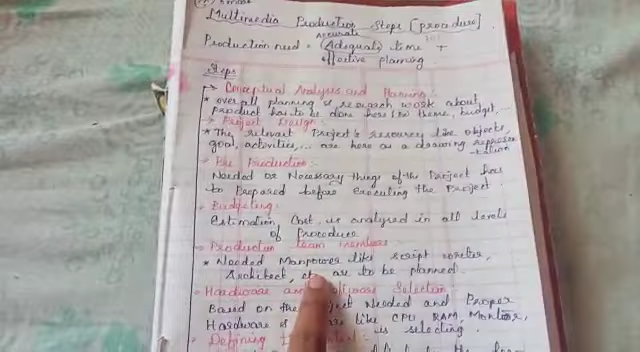 Multimedia Production Steps [procedure]
Accurate
Production need = (Adequate) time +
effective planning.
Steps
→ Conceptual Analysis and Planning :
* overall planning & research work about
product has to be done here like theme, budget, ...
→ Project Design
* The relevant Project's resource, like objects,
goal, activities, ... are here as a drawing represen
-tation
→ Pre Production :-
Needed or Necessary things of the Project has
to Prepared before executing the Project.
→ Budgeting :-
Estimation Cost is analysed in all levels
of Procedure
→ Production Team Members :-
* Needed Manpower like script writer,
Architect, are to be planned.
Hardware and Software Selection
Based on the Needed and Proper
Hardware like CPU, RAM, Monitor,
is selecting.
→ Defining